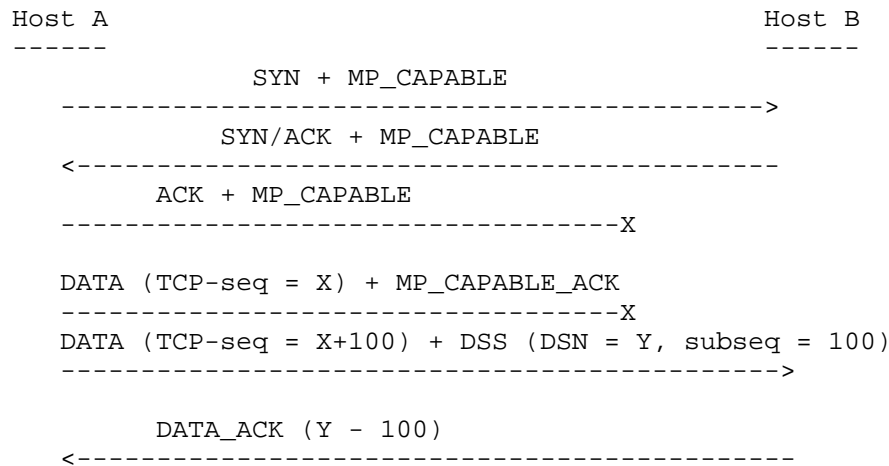 Host A                                         Host B
------                                         ------
SYN + MP_CAPABLE
-------------------------------------------->
SYN/ACK + MP_CAPABLE
<--------------------------------------------
ACK + MP_CAPABLE
-----------------------------------X
DATA (TCP-seq = X) + MP_CAPABLE_ACK
-----------------------------------X
DATA (TCP-seq = X+100) + DSS (DSN = Y, subseq = 100)
--------------------------------------------->
DATA_ACK (Y - 100)
<---------------------------------------------